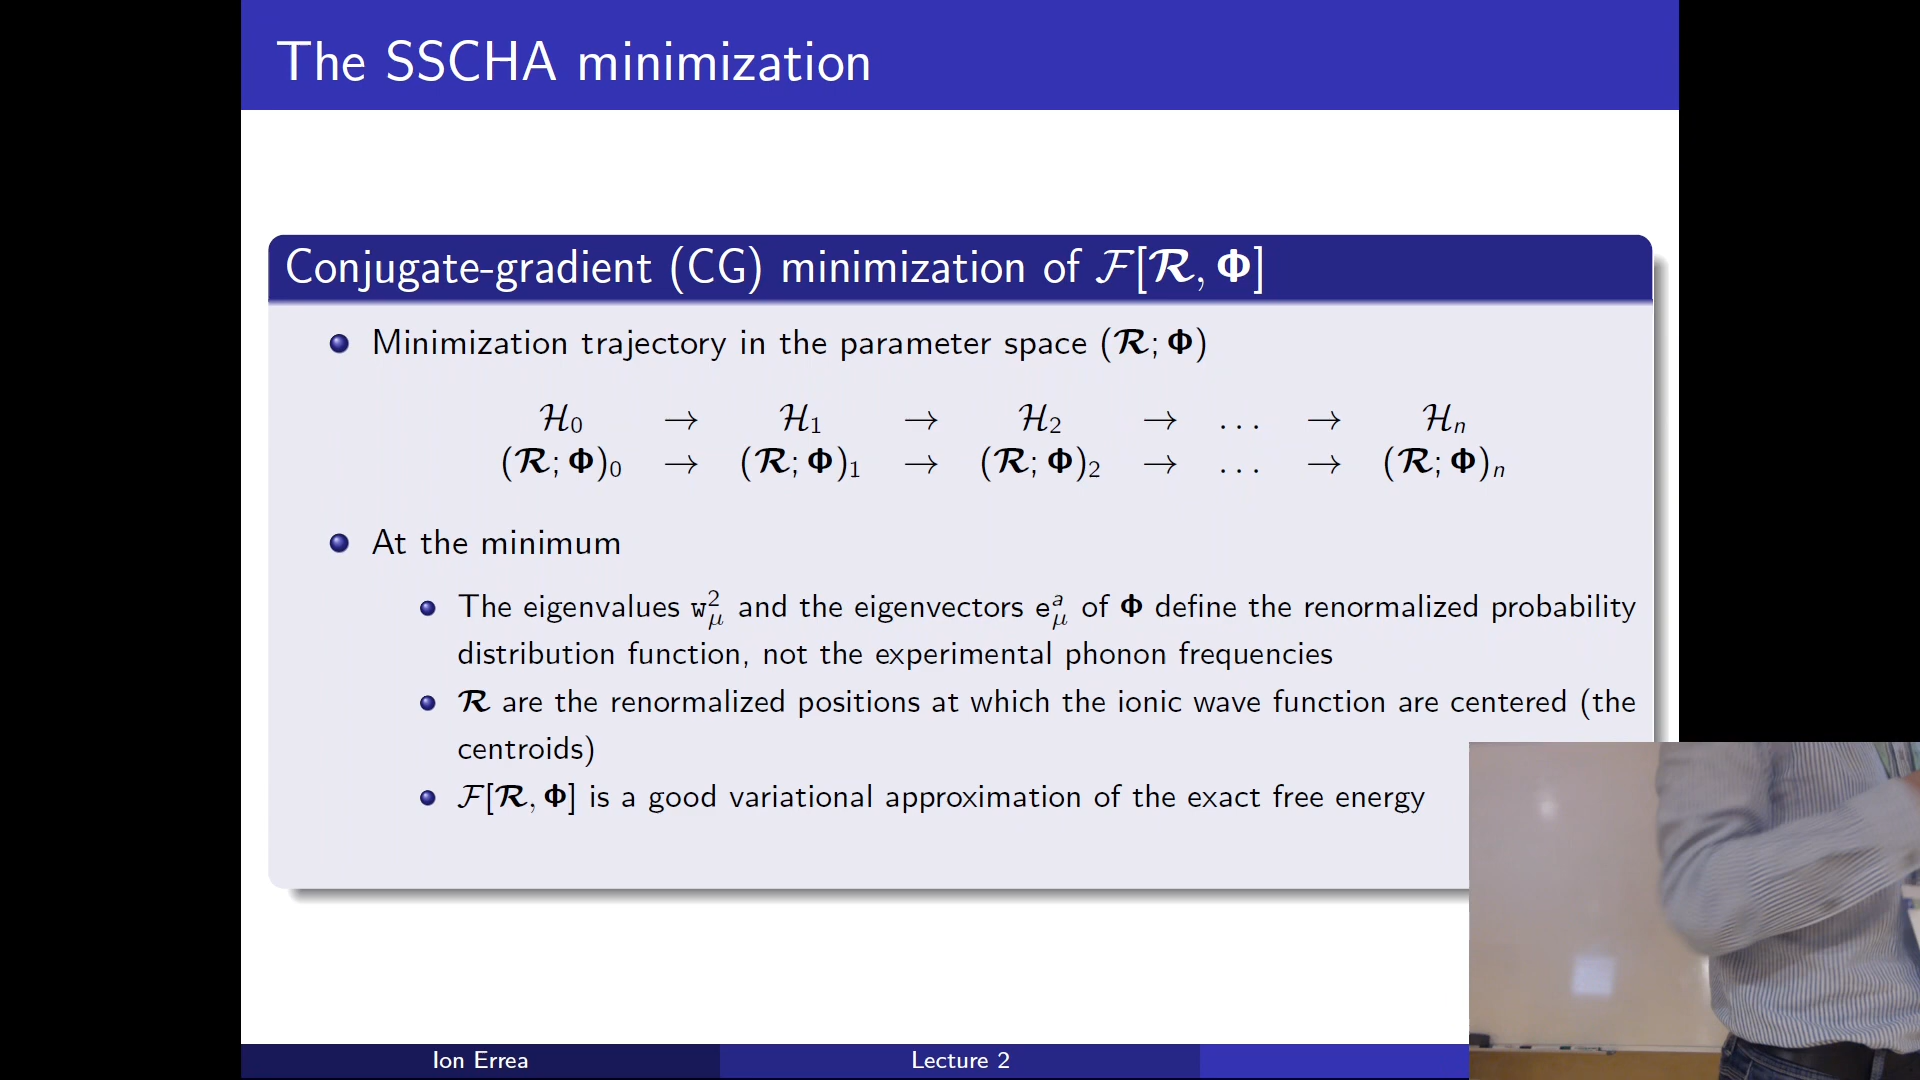 The SSCHA minimization
Conjugate-gradient (CG) minimization of ℱ[𝓡, Φ]
Minimization trajectory in the parameter space (𝓡; Φ)
ℋ₀ → ℋ₁ → ℋ₂ → … → ℋₙ
(𝓡; Φ)₀ → (𝓡; Φ)₁ → (𝓡; Φ)₂ → … → (𝓡; Φ)ₙ
At the minimum
The eigenvalues w²_μ and the eigenvectors e^a_μ of Φ define the renormalized probability
distribution function, not the experimental phonon frequencies
𝓡 are the renormalized positions at which the ionic wave function are centered (the
centroids)
ℱ[𝓡, Φ] is a good variational approximation of the exact free energy
Ion Errea
Lecture 2